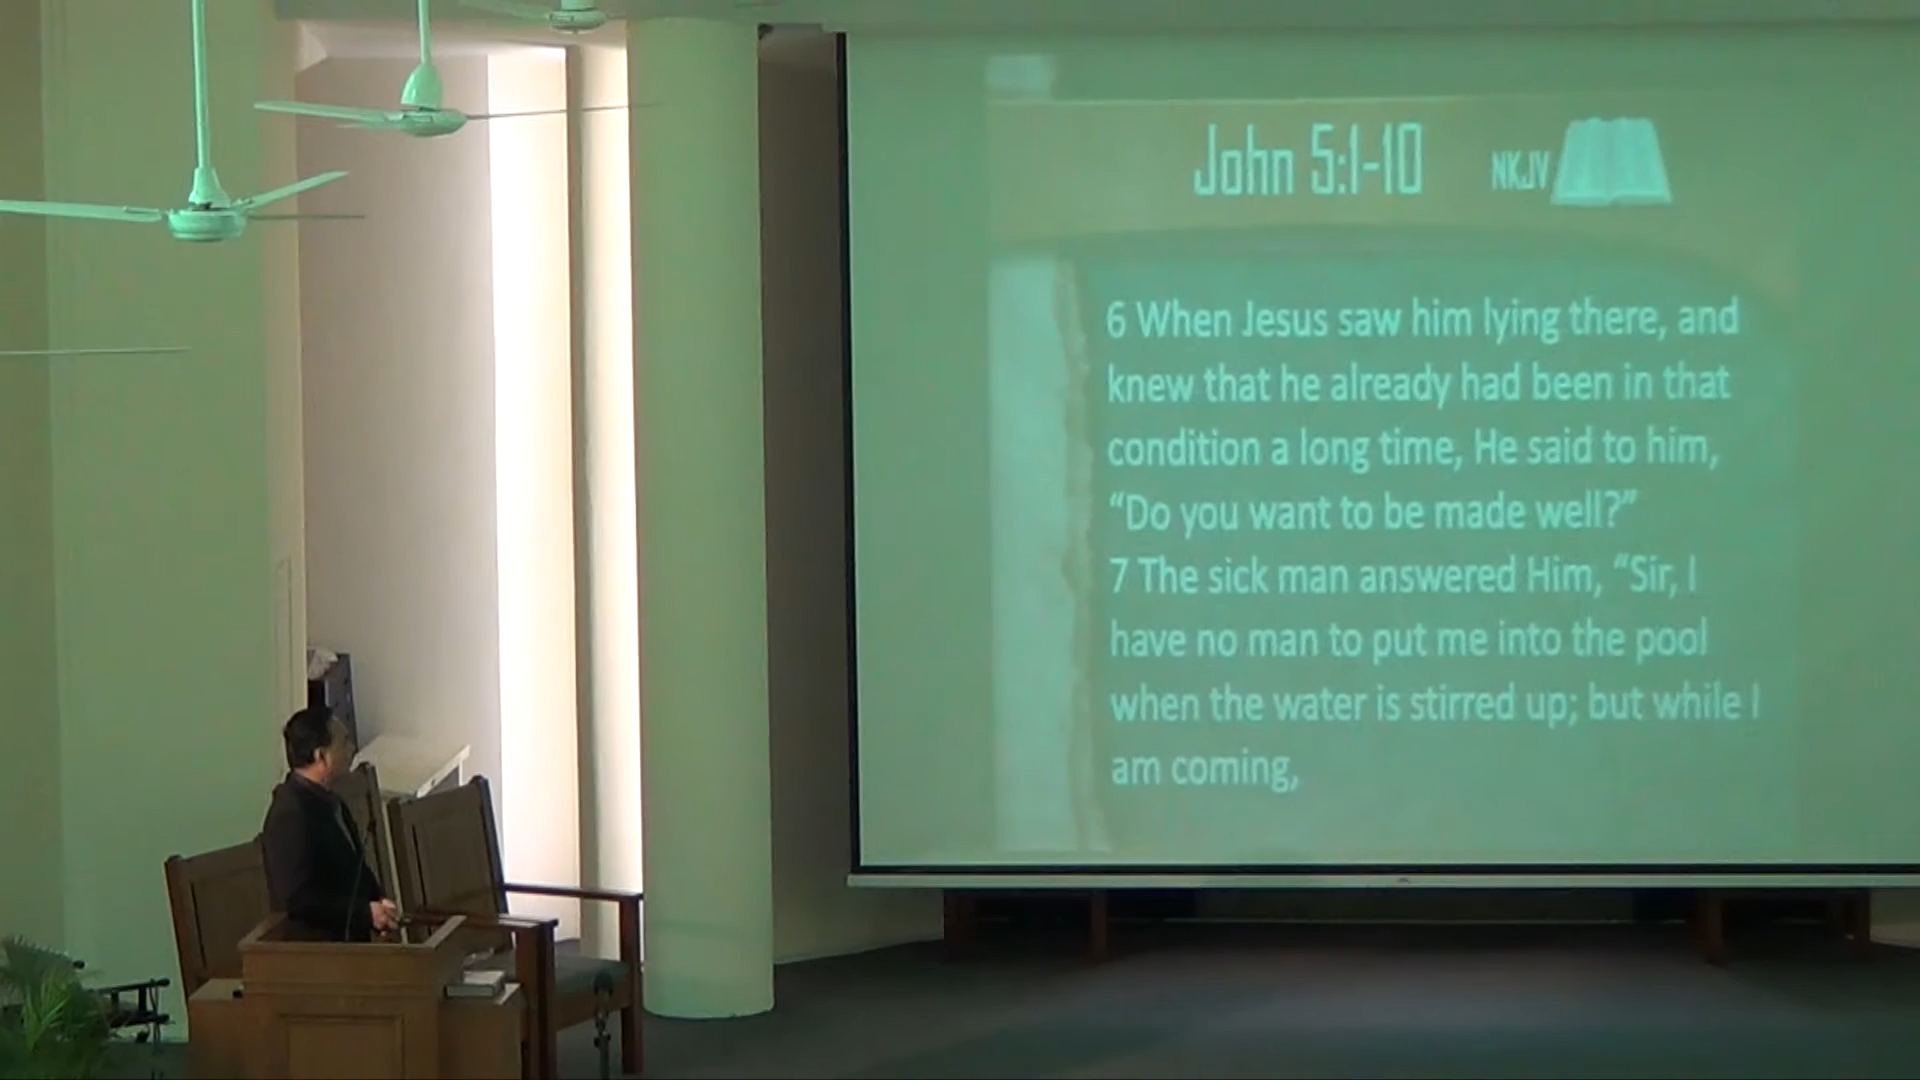 John 5:1-10 NKJV
6 When Jesus saw him lying there, and
knew that he already had been in that
condition a long time, He said to him,
“Do you want to be made well?”
7 The sick man answered Him, “Sir, I
have no man to put me into the pool
when the water is stirred up; but while I
am coming,